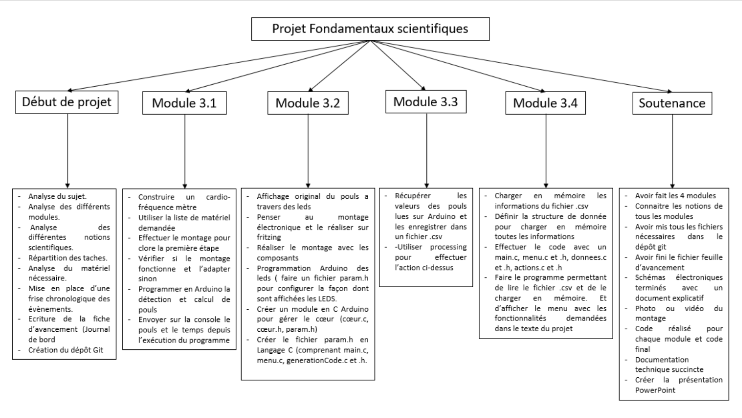 Projet Fondamentaux scientifiques
Début de projet
Module 3.1
Module 3.2
Module 3.3
Module 3.4
Soutenance
- Analyse du sujet.
- Analyse des différents
modules.
- Analyse des
différentes notions
scientifiques.
- Répartition des taches.
- Analyse du matériel
nécessaire.
- Mise en place d'une
frise chronologique des
évènements.
- Ecriture de la fiche
d'avancement (Journal
de bord
- Création du dépôt Git
- Construire un cardio-
fréquence mètre
- Utiliser la liste de matériel
demandée
- Effectuer le montage pour
clore la première étape
- Vérifier si le montage
fonctionne et l'adapter
sinon
- Programmer en Arduino la
détection et calcul de
pouls
- Envoyer sur la console le
pouls et le temps depuis
l'exécution du programme
- Affichage original du pouls a
travers des leds
- Penser au montage
électronique et le réaliser sur
fritzing
- Réaliser le montage avec les
composants
- Programmation Arduino des
leds ( faire un fichier param.h
pour configurer la façon dont
sont affichées les LEDS.
- Créer un module en C Arduino
pour gérer le cœur (cœur.c,
cœur.h, param.h)
- Créer le fichier param.h en
Langage C (comprenant main.c,
menu.c, generationCode.c et .h.
- Récupérer les
valeurs des pouls
lues sur Arduino et
les enregistrer dans
un fichier .csv
- -Utiliser processing
pour effectuer
l'action ci-dessus
- Charger en mémoire les
informations du fichier .csv
- Définir la structure de donnée
pour charger en mémoire
toutes les informations.
- Effectuer le code avec un
main.c, menu.c et .h, donnees.c
et .h, actions.c et .h
- Faire le programme permettant
de lire le fichier .csv et de le
charger en mémoire. Et
d'afficher le menu avec les
fonctionnalités demandées
dans le texte du projet
- Avoir fait les 4 modules
- Connaitre les notions de
tous les modules
- Avoir mis tous les fichiers
nécessaires dans le
dépôt git
- Avoir fini le fichier feuille
d'avancement
- Schémas électroniques
terminés avec un
document explicatif
- Photo ou vidéo du
montage
- Code réalisé pour
chaque module et code
final
- Documentation
technique succincte
- Créer la présentation
PowerPoint